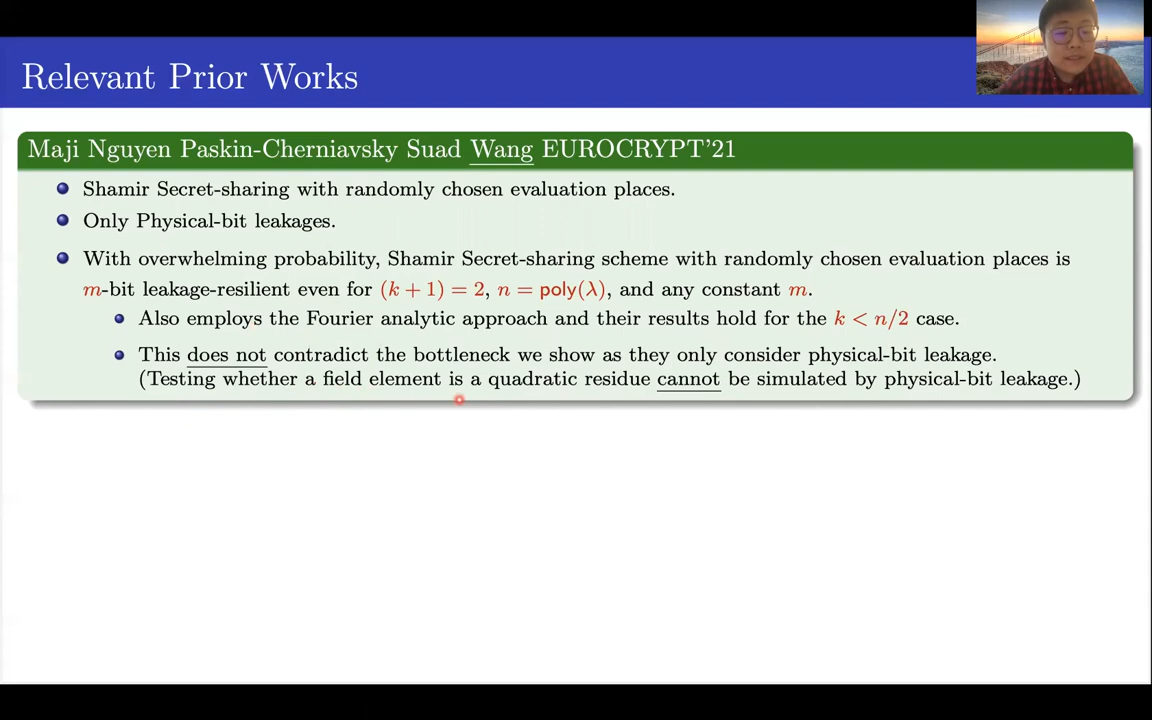 Relevant Prior Works
Maji Nguyen Paskin-Cherniavsky Suad Wang EUROCRYPT'21
Shamir Secret-sharing with randomly chosen evaluation places.
Only Physical-bit leakages.
With overwhelming probability, Shamir Secret-sharing scheme with randomly chosen evaluation places is
m-bit leakage-resilient even for (k + 1) = 2, n = poly(λ), and any constant m.
Also employs the Fourier analytic approach and their results hold for the k < n/2 case.
This does not contradict the bottleneck we show as they only consider physical-bit leakage.
(Testing whether a field element is a quadratic residue cannot be simulated by physical-bit leakage.)